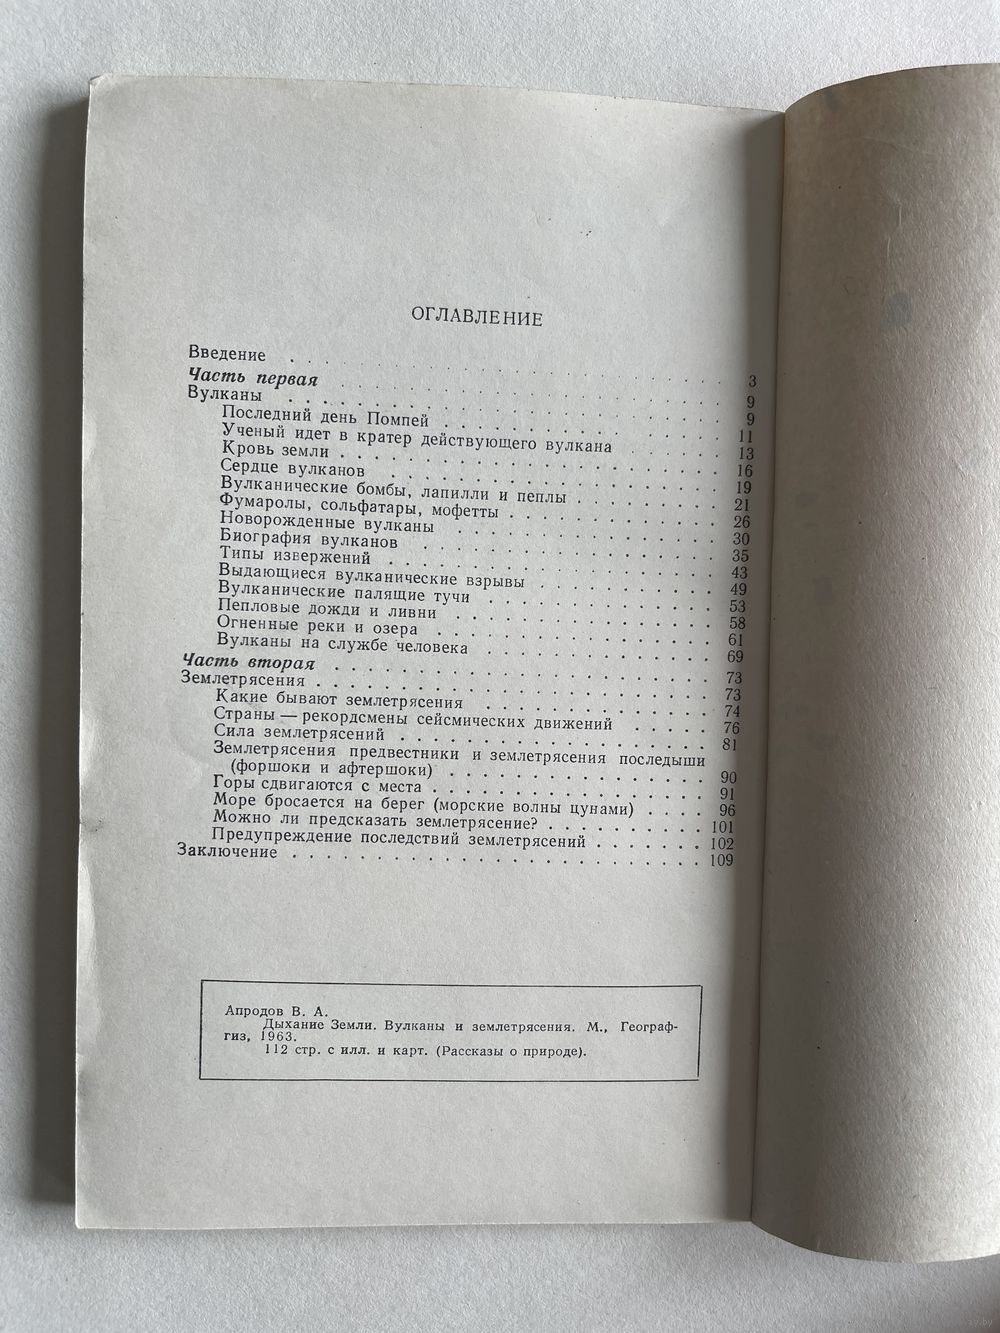 ОГЛАВЛЕНИЕ
Введение . . . . . . . . . . 3
Часть первая . . . . . . . . . . 9
Вулканы . . . . . . . . . . 9
Последний день Помпей . . . . . . . . . . 11
Ученый идет в кратер действующего вулкана . . . . . 13
Кровь земли . . . . . . . . . . 16
Сердце вулканов . . . . . . . . . . 19
Вулканические бомбы, лапилли и пеплы . . . . . . . . 21
Фумаролы, сольфатары, мофетты . . . . . . . . . . 26
Новорожденные вулканы . . . . . . . . . . 30
Биография вулканов . . . . . . . . . . 35
Типы извержений . . . . . . . . . . 43
Выдающиеся вулканические взрывы . . . . . . . . . . 49
Вулканические палящие тучи . . . . . . . . . . 53
Пепловые дожди и ливни . . . . . . . . . . 58
Огненные реки и озера . . . . . . . . . . 61
Вулканы на службе человека . . . . . . . . . . 69
Часть вторая . . . . . . . . . . 73
Землетрясения . . . . . . . . . . 73
Какие бывают землетрясения . . . . . . . . . . 74
Страны — рекордсмены сейсмических движений . . . . . 76
Сила землетрясений . . . . . . . . . . 81
Землетрясения предвестники и землетрясения последыши
(форшоки и афтершоки) . . . . . . . . . . 90
Горы сдвигаются с места . . . . . . . . . . 91
Море бросается на берег (морские волны цунами) . . . . 96
Можно ли предсказать землетрясение? . . . . . . . . . . 101
Предупреждение последствий землетрясений . . . . . . . 102
Заключение . . . . . . . . . . 109
Апродов В. А.
Дыхание Земли. Вулканы и землетрясения. М., Географ-
гиз, 1963.
112 стр. с илл. и карт. (Рассказы о природе).